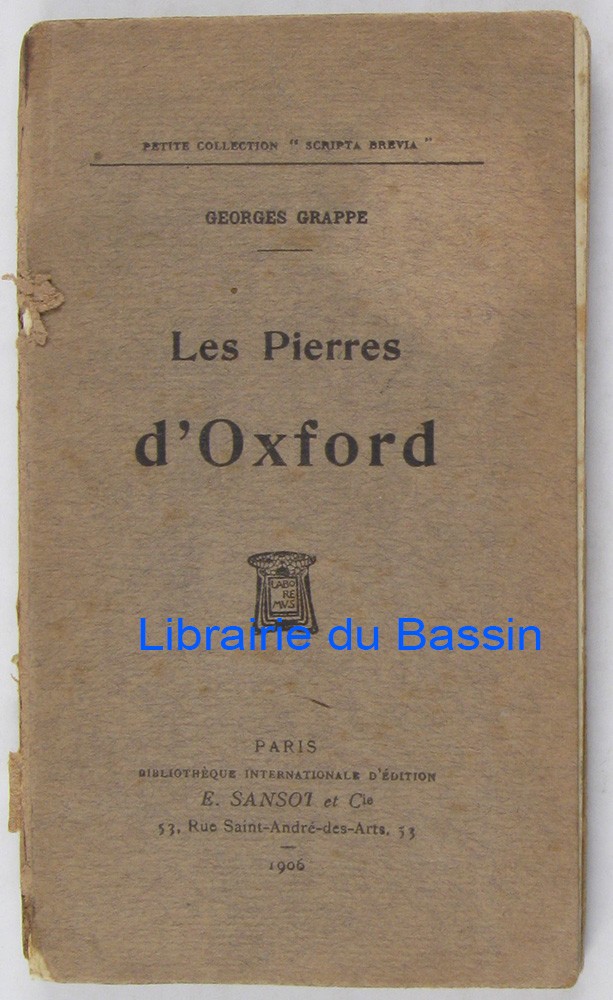 PETITE COLLECTION " SCRIPTA BREVIA "
GEORGES GRAPPE
Les Pierres
d'Oxford
LABO
RE
MVS
Librairie du Bassin
PARIS
BIBLIOTHÈQUE INTERNATIONALE D'ÉDITION
E. SANSOT et Cie
53, Rue Saint-André-des-Arts, 53
1906